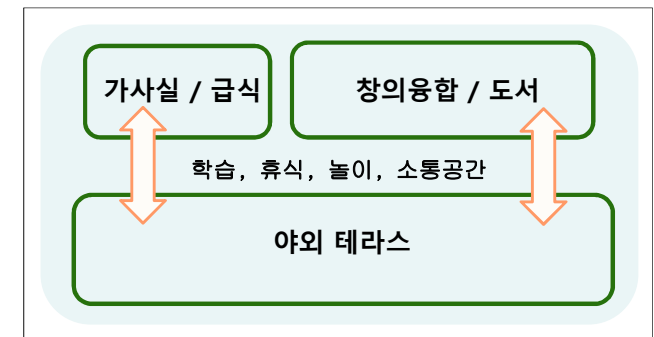 가사실 / 급식
창의융합 / 도서
학습, 휴식, 놀이, 소통공간
야외 테라스